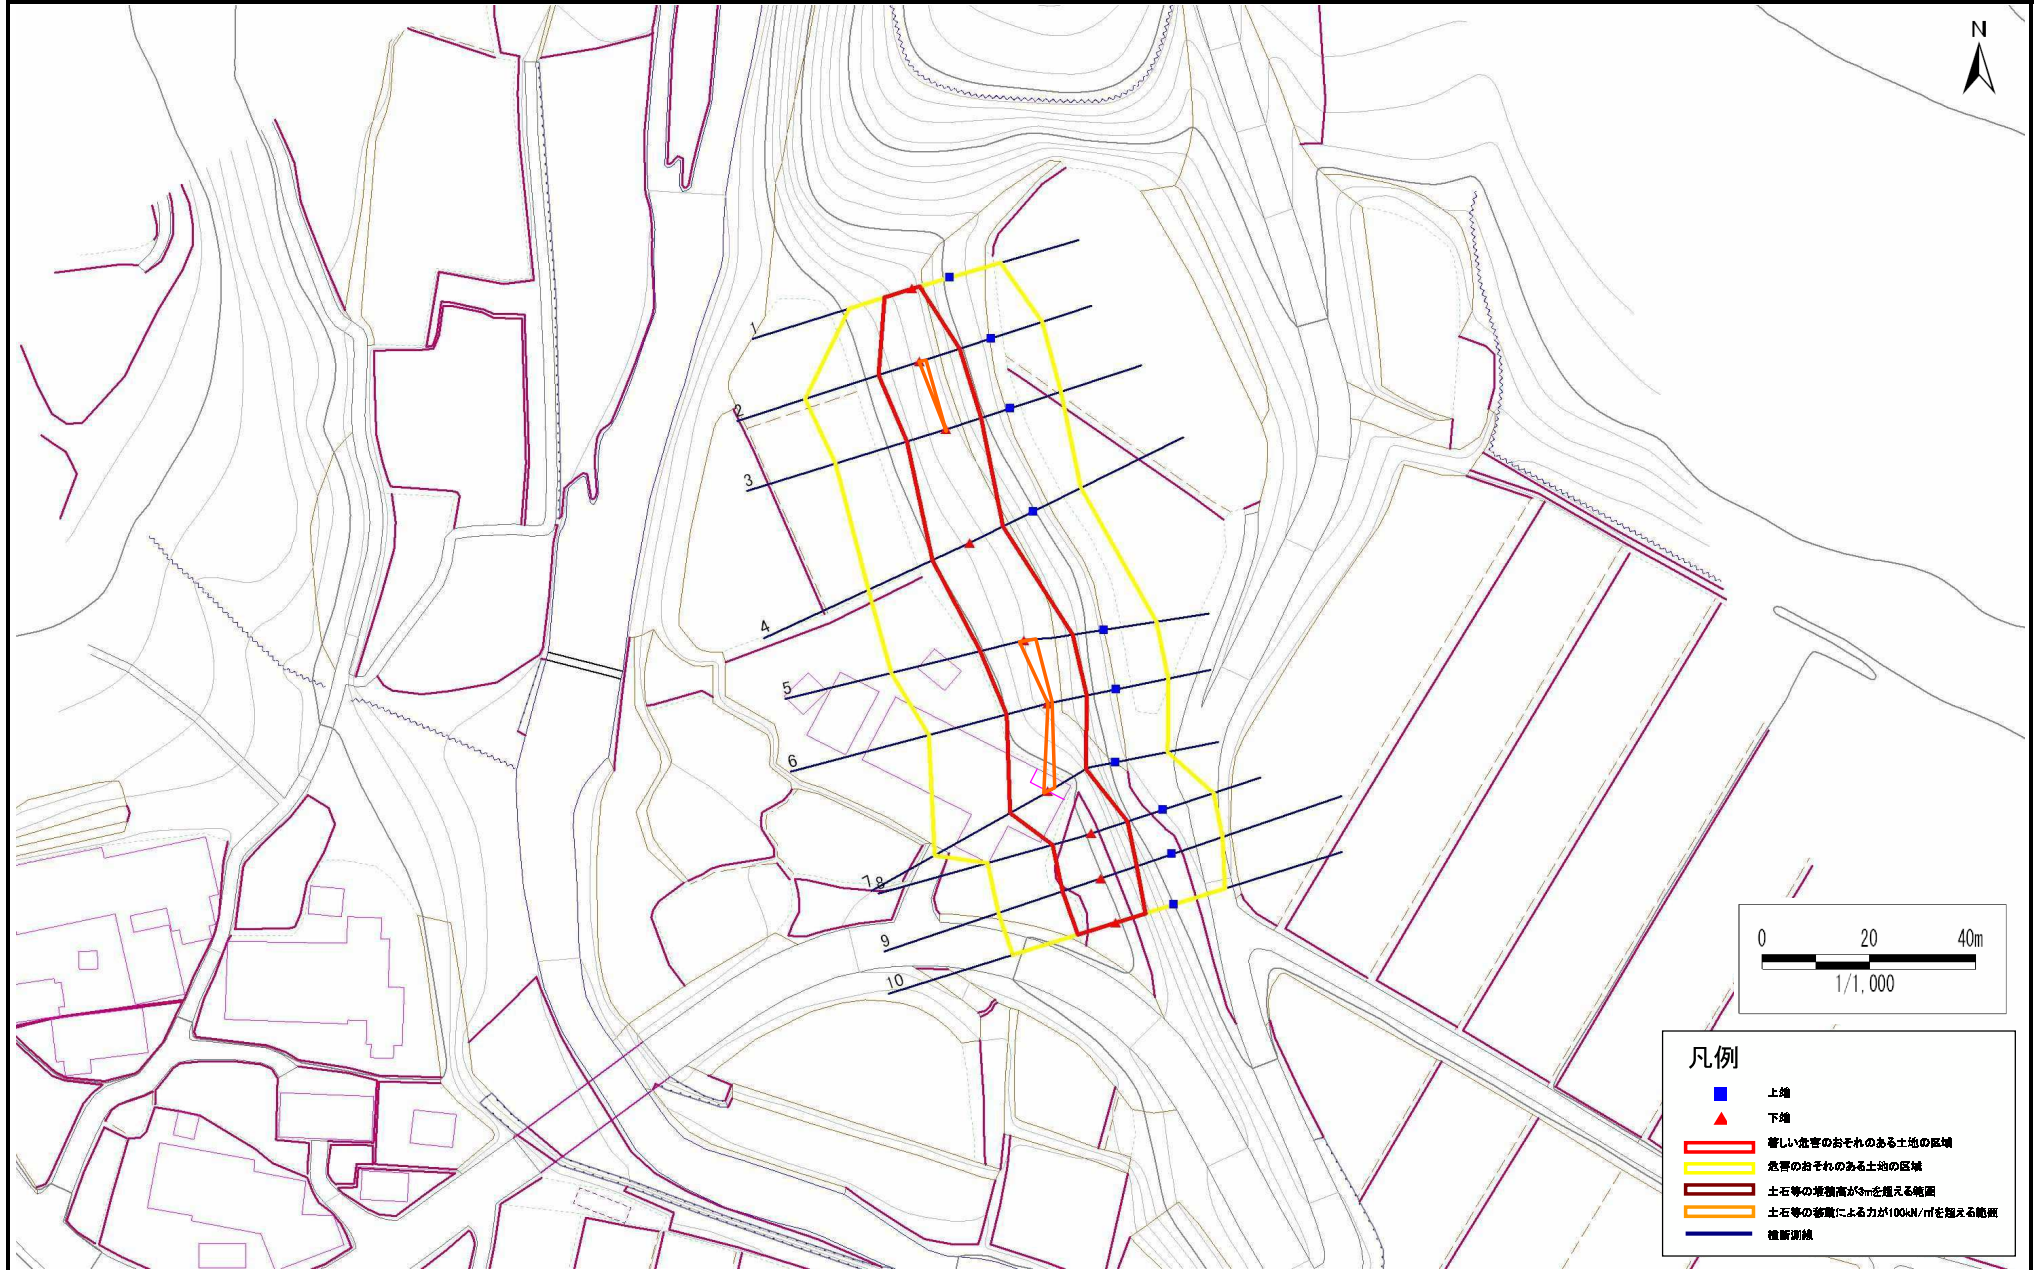 N
1
2
3
4
5
6
7
8
9
10
0 20 40m
1/1,000
凡例
上端
下端
著しい危害のおそれのある土地の区域
危害のおそれのある土地の区域
土石等の堆積高が3mを超える範囲
土石等の移動による力が100kN/㎡を超える範囲
横断測線